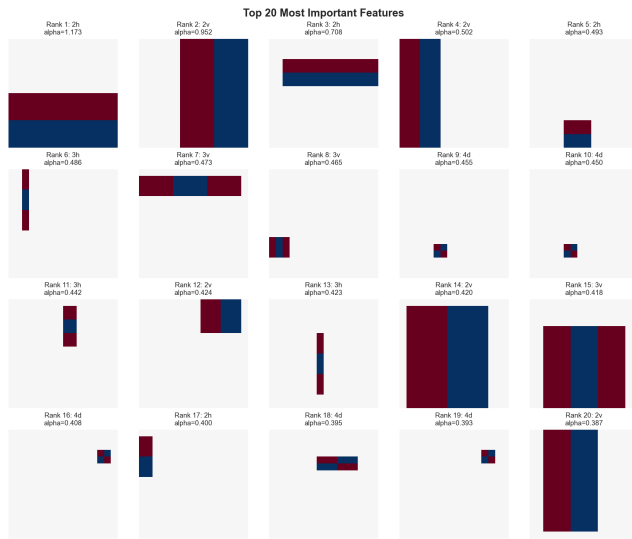 Top 20 Most Important Features
Rank 1: 2h
alpha=1.173
Rank 2: 2v
alpha=0.952
Rank 3: 2h
alpha=0.708
Rank 4: 2v
alpha=0.502
Rank 5: 2h
alpha=0.493
Rank 6: 3h
alpha=0.486
Rank 7: 3v
alpha=0.473
Rank 8: 3v
alpha=0.465
Rank 9: 4d
alpha=0.455
Rank 10: 4d
alpha=0.450
Rank 11: 3h
alpha=0.442
Rank 12: 2v
alpha=0.424
Rank 13: 3h
alpha=0.423
Rank 14: 2v
alpha=0.420
Rank 15: 3v
alpha=0.418
Rank 16: 4d
alpha=0.408
Rank 17: 2h
alpha=0.400
Rank 18: 4d
alpha=0.395
Rank 19: 4d
alpha=0.393
Rank 20: 2v
alpha=0.387